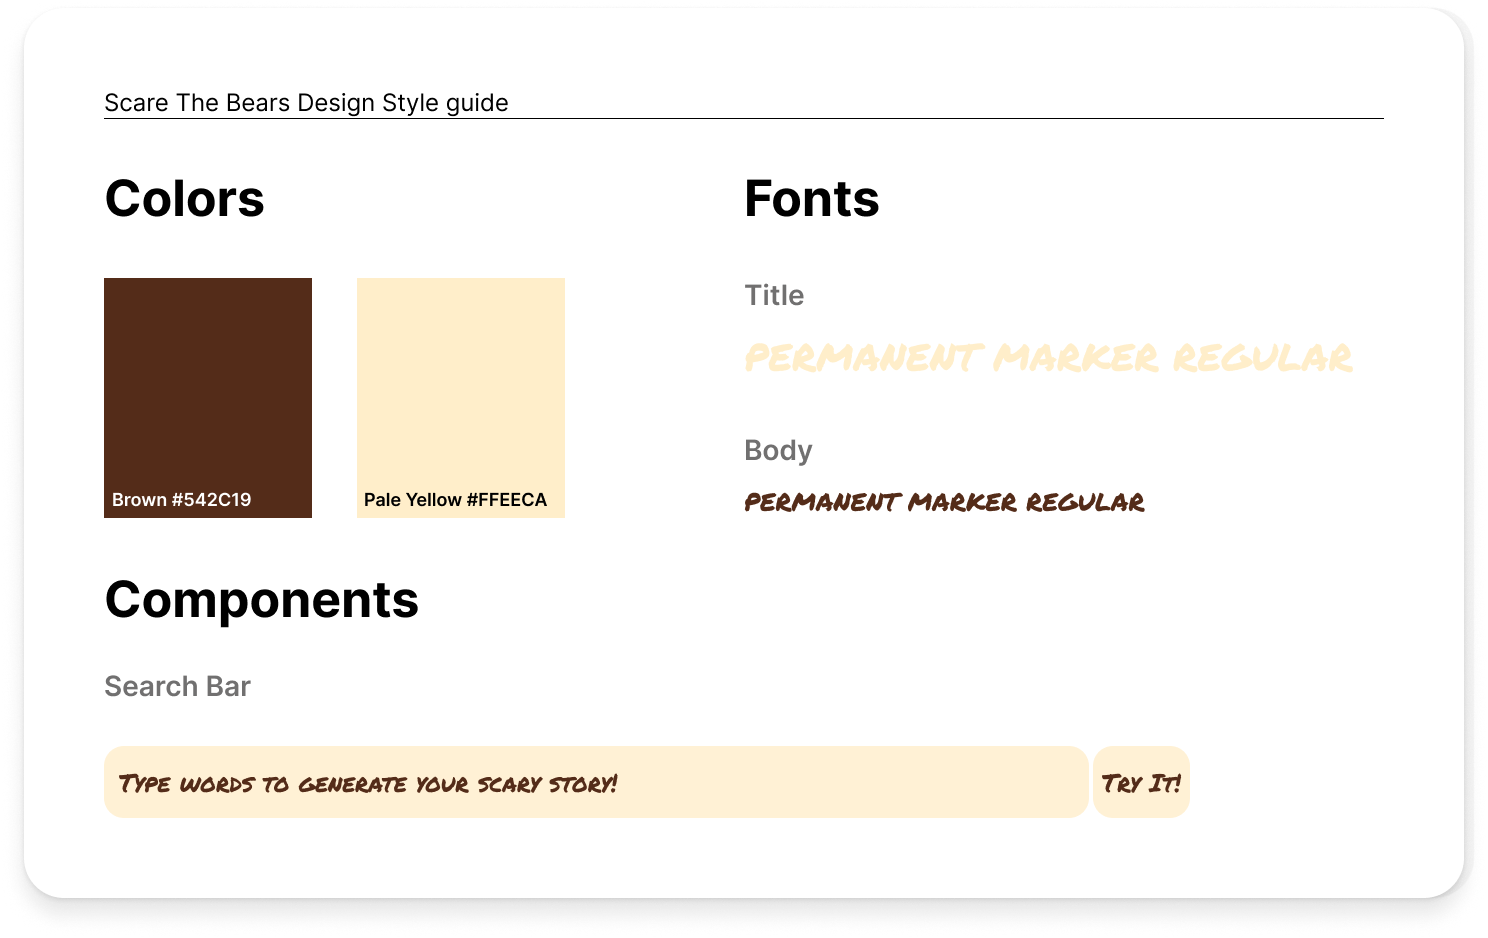 Scare The Bears Design Style guide
Colors
Brown #542C19
Pale Yellow #FFEECA
Fonts
Title
PERMANENT MARKER REGULAR
Body
PERMANENT MARKER REGULAR
Components
Search Bar
Type words to generate your scary story!
Try It!